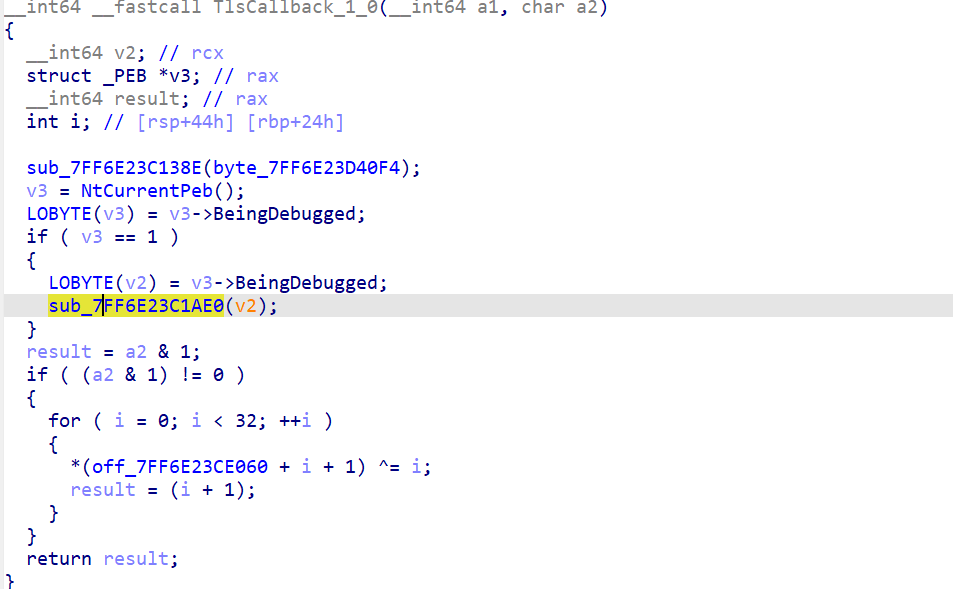 __int64 __fastcall TlsCallback_1_0(__int64 a1, char a2)
{
  __int64 v2; // rcx
  struct _PEB *v3; // rax
  __int64 result; // rax
  int i; // [rsp+44h] [rbp+24h]

  sub_7FF6E23C138E(byte_7FF6E23D40F4);
  v3 = NtCurrentPeb();
  LOBYTE(v3) = v3->BeingDebugged;
  if ( v3 == 1 )
  {
    LOBYTE(v2) = v3->BeingDebugged;
    sub_7FF6E23C1AE0(v2);
  }
  result = a2 & 1;
  if ( (a2 & 1) != 0 )
  {
    for ( i = 0; i < 32; ++i )
    {
      *(off_7FF6E23CE060 + i + 1) ^= i;
      result = (i + 1);
    }
  }
  return result;
}